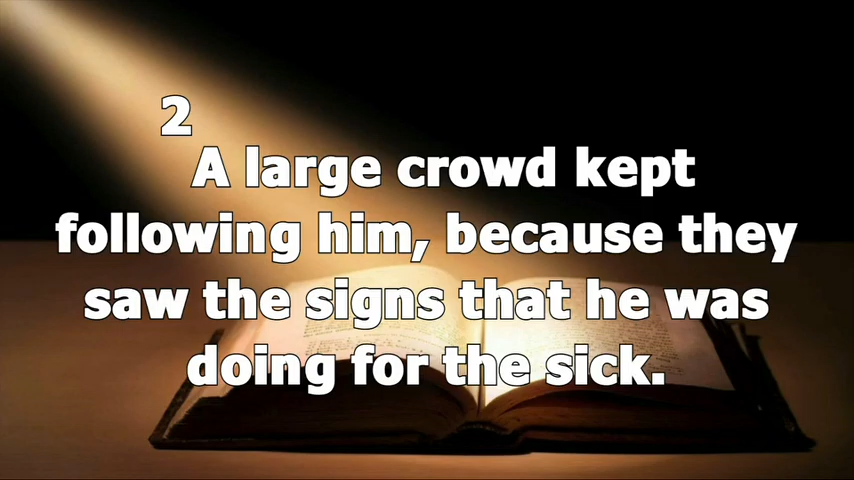 2
A large crowd kept
following him, because they
saw the signs that he was
doing for the sick.